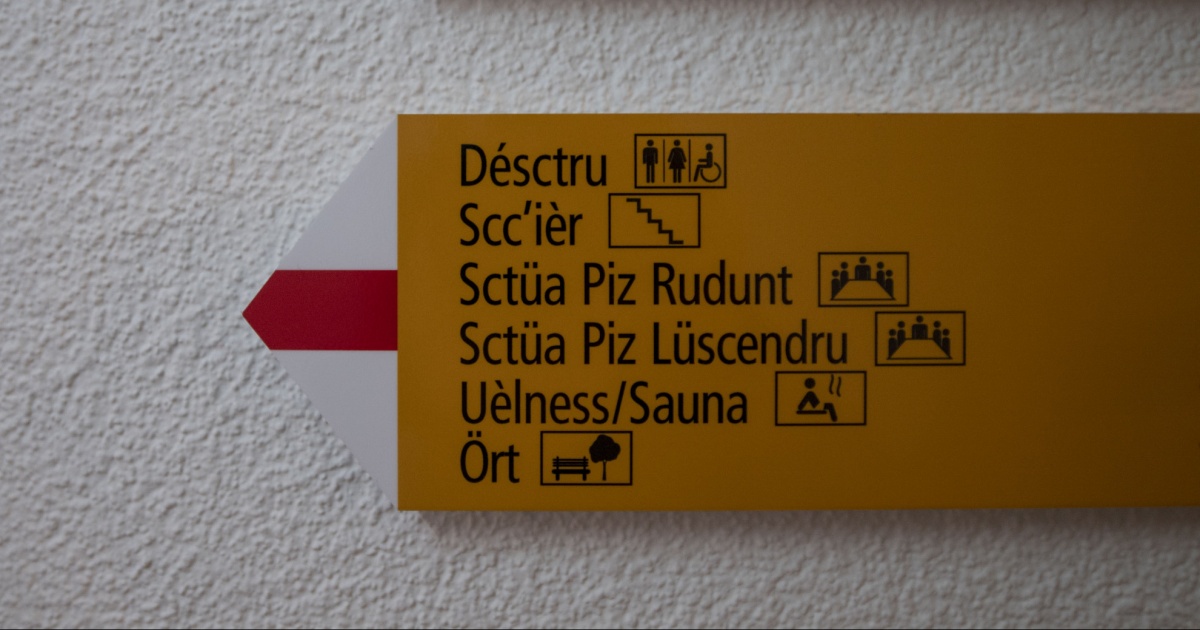 Désctru
Scc'ièr
Sctüa Piz Rudunt
Sctüa Piz Lüscendru
Uèlness/Sauna
Ört